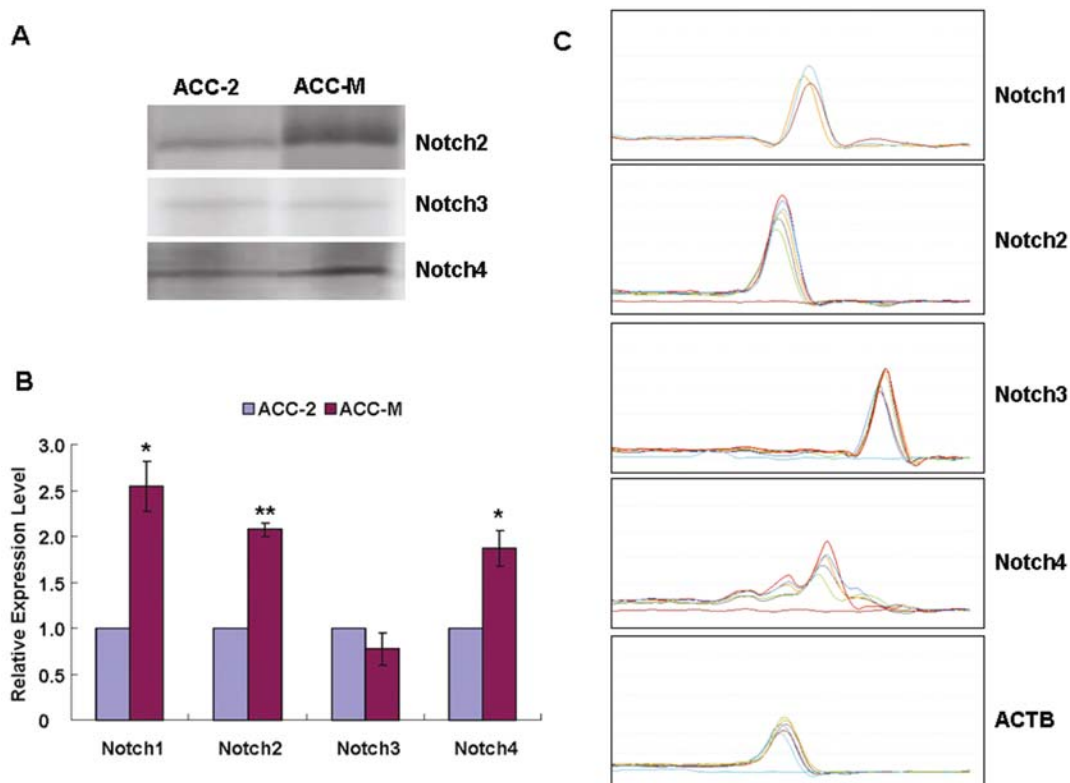 A
ACC-2 ACC-M
Notch2
Notch3
Notch4
B
ACC-2 ACC-M
Relative Expression Level
3.0
2.5
2.0
1.5
1.0
0.5
0
*
**
*
Notch1 Notch2 Notch3 Notch4
C
Notch1
Notch2
Notch3
Notch4
ACTB